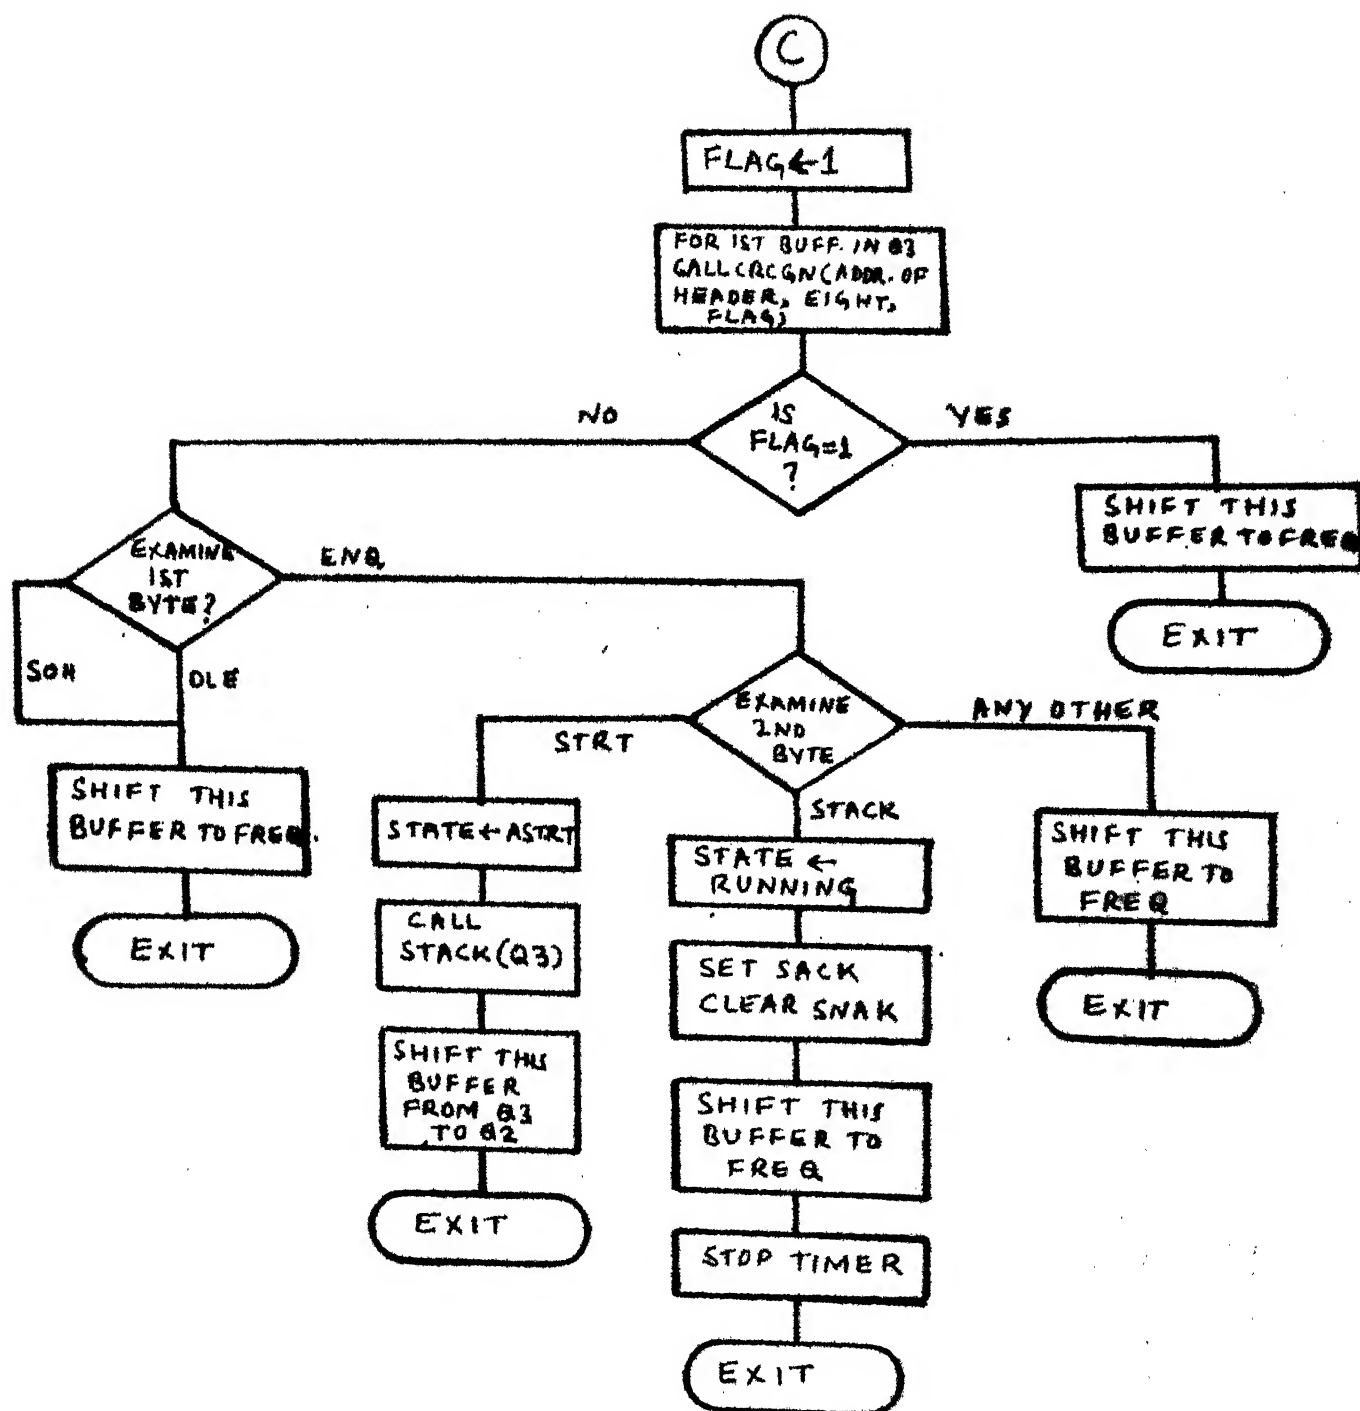 C
FLAG←1
FOR 1ST BUFF. IN Q3
CALL CRCGN(ADDR. OF
HEADER, EIGHT,
FLAG)
IS
FLAG=1
?
NO
YES
SHIFT THIS
BUFFER TO FREQ
EXIT
EXAMINE
1ST
BYTE?
ENQ
SOH
DLE
SHIFT THIS
BUFFER TO FREQ.
EXIT
EXAMINE
2ND
BYTE
STRT
STACK
ANY OTHER
STATE←ASTRT
CALL
STACK(Q3)
SHIFT THIS
BUFFER
FROM Q3
TO Q2
EXIT
STATE←
RUNNING
SET SACK
CLEAR SNAK
SHIFT THIS
BUFFER TO
FREQ
STOP TIMER
EXIT
SHIFT THIS
BUFFER TO
FREQ
EXIT